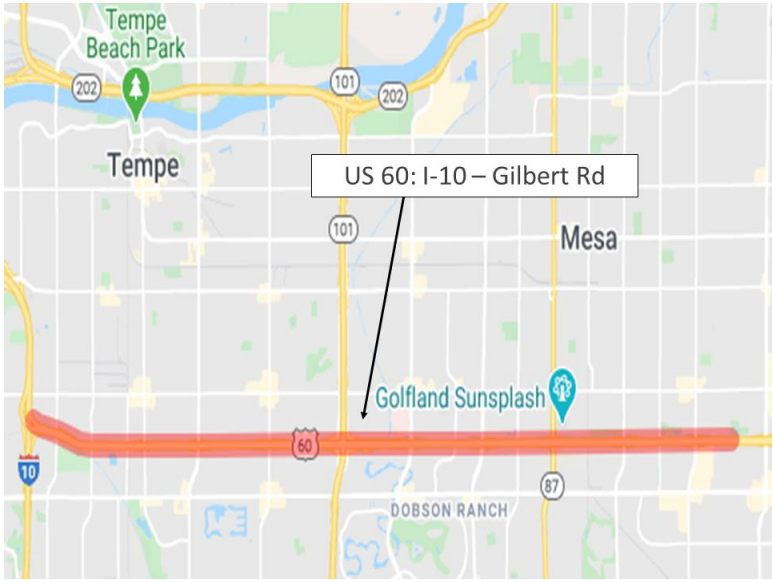 Tempe
Beach Park
202
101
202
Tempe
US 60: I-10 – Gilbert Rd
101
Mesa
Golfland Sunsplash
60
10
87
DOBSON RANCH